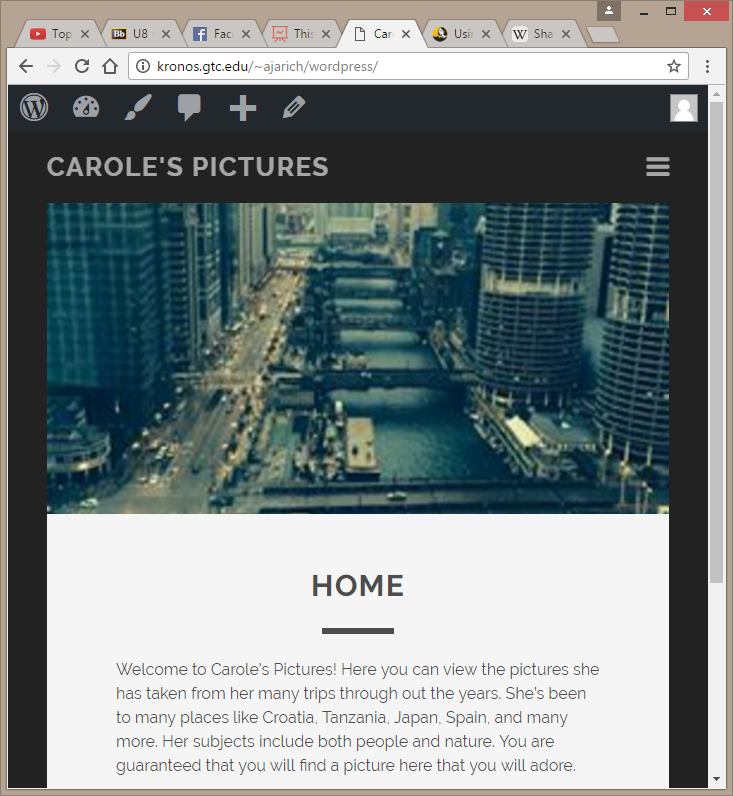 Top
Bb U8 -
f Fac
This
Car
Usin
W Sha
kronos.gtc.edu/~ajarich/wordpress/
CAROLE'S PICTURES
HOME
Welcome to Carole's Pictures! Here you can view the pictures she
has taken from her many trips through out the years. She's been
to many places like Croatia, Tanzania, Japan, Spain, and many
more. Her subjects include both people and nature. You are
guaranteed that you will find a picture here that you will adore.